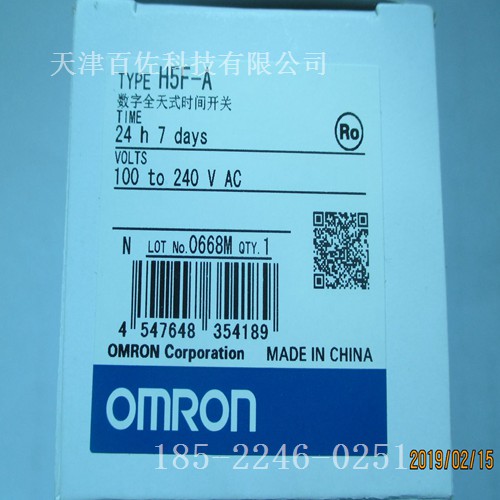 天津百佐科技有限公司
TYPE H5F-A
数字全天式时间开关
TIME
24 h 7 days
Ro
VOLTS
100 to 240 V AC
N LOT No. 0668M QTY. 1
4 547648 354189
OMRON Corporation MADE IN CHINA
OMRON
185-2246-0251
2019/02/15